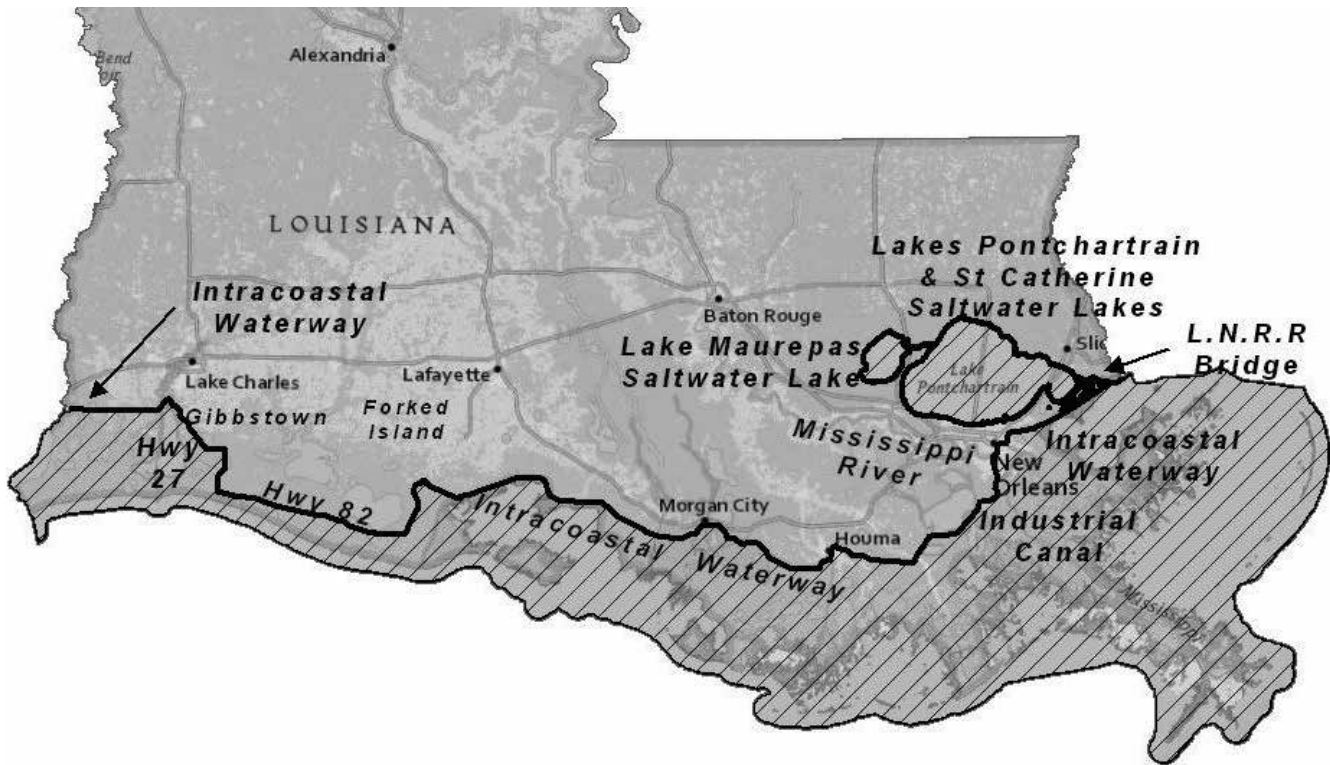 Alexandria
Bend
LOUISIANA
Lakes Pontchartrain
& St Catherine
Saltwater Lakes
Intracoastal
Waterway
Baton Rouge
L.N.R.R
Bridge
Slid
Lake Maurepas
Saltwater Lake
Lake Charles
Lafayette
Lake
Pontchartrain
Gibbstown
Forked
Island
Hwy
27
Mississippi
River
Intracoastal
Waterway
New
Orleans
Hwy 82
Intracoastal Waterway
Morgan City
Houma
Industrial
Canal
Mississippi